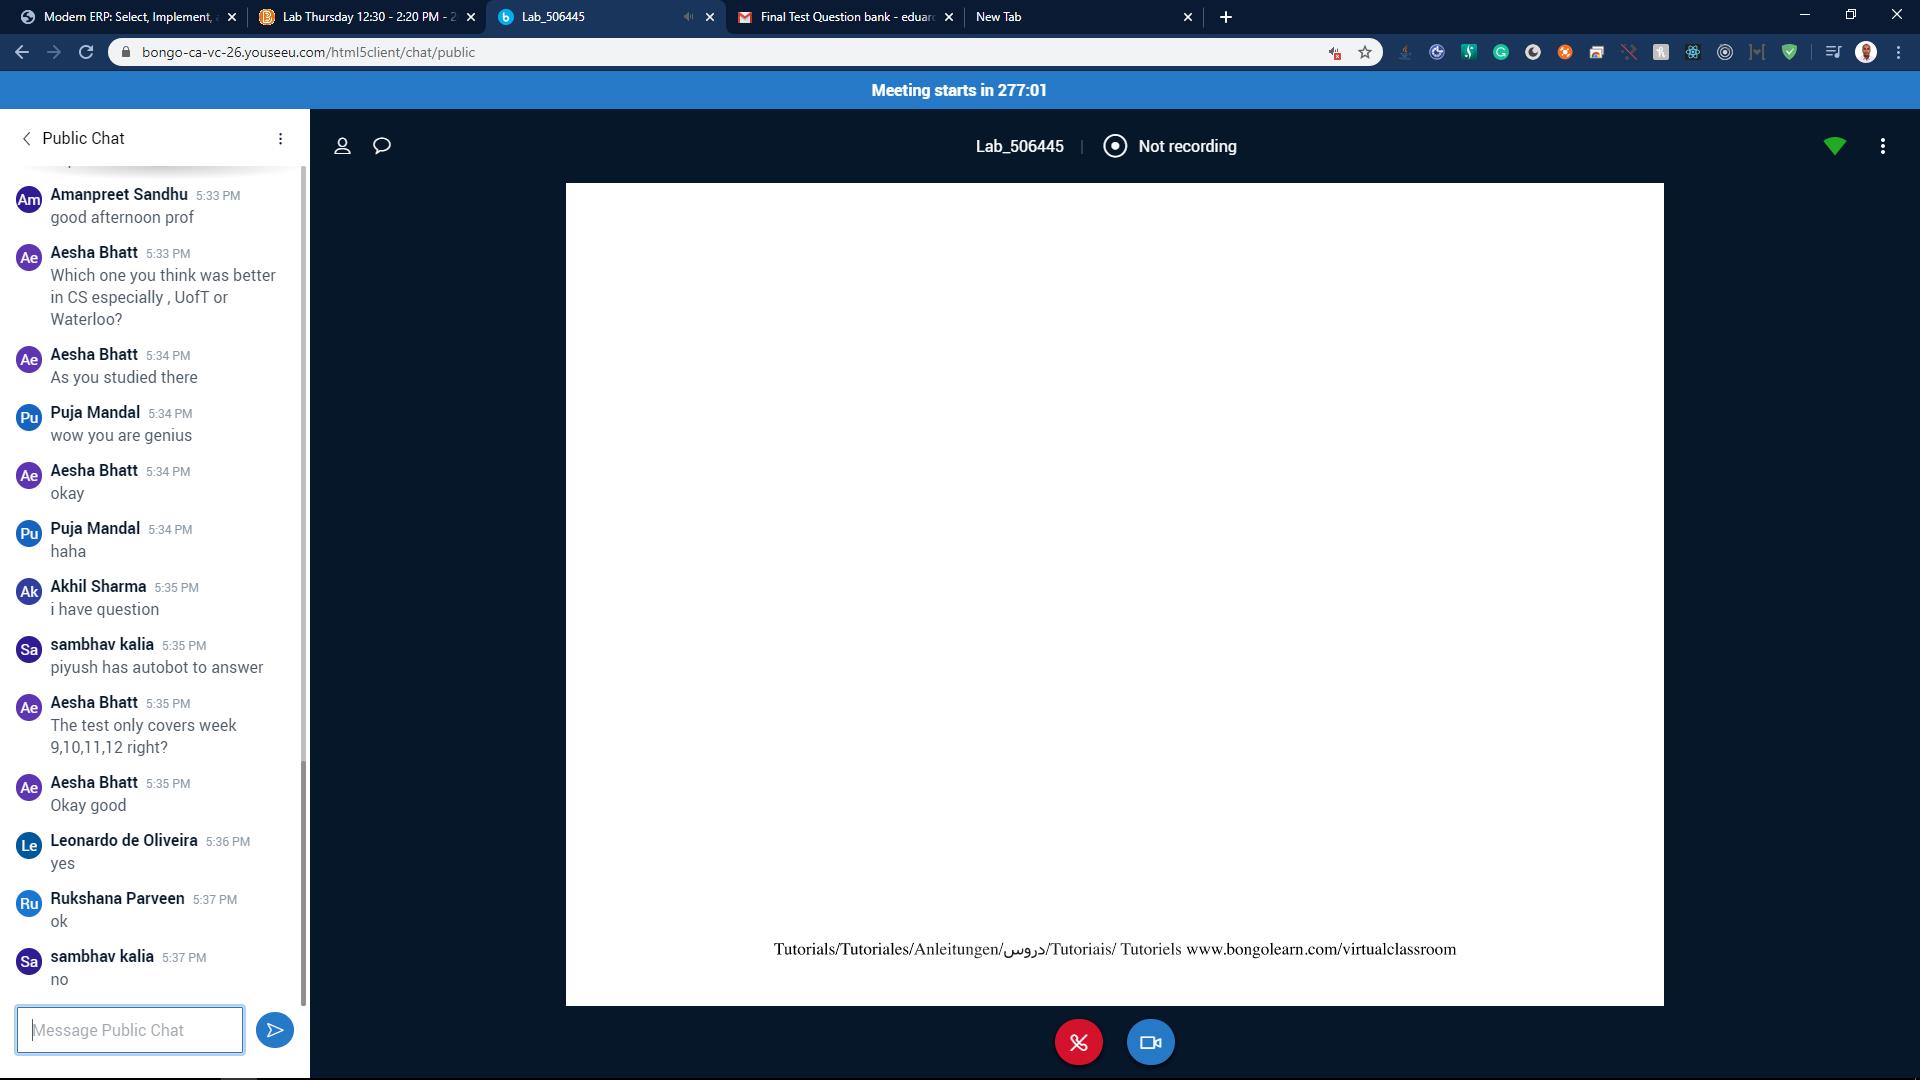 Modern ERP: Select, Implement,
Lab Thursday 12:30 - 2:20 PM - 2
Lab_506445
Final Test Question bank - eduar
New Tab
bongo-ca-vc-26.youseeu.com/html5client/chat/public
Meeting starts in 277:01
Public Chat
Lab_506445 | Not recording
Am Amanpreet Sandhu 5:33 PM
good afternoon prof
Ae Aesha Bhatt 5:33 PM
Which one you think was better
in CS especially , UofT or
Waterloo?
Ae Aesha Bhatt 5:34 PM
As you studied there
Pu Puja Mandal 5:34 PM
wow you are genius
Ae Aesha Bhatt 5:34 PM
okay
Pu Puja Mandal 5:34 PM
haha
Ak Akhil Sharma 5:35 PM
i have question
Sa sambhav kalia 5:35 PM
piyush has autobot to answer
Ae Aesha Bhatt 5:35 PM
The test only covers week
9,10,11,12 right?
Ae Aesha Bhatt 5:35 PM
Okay good
Le Leonardo de Oliveira 5:36 PM
yes
Ru Rukshana Parveen 5:37 PM
ok
Sa sambhav kalia 5:37 PM
no
Message Public Chat
Tutorials/Tutoriales/Anleitungen/دروس/Tutoriais/ Tutoriels www.bongolearn.com/virtualclassroom